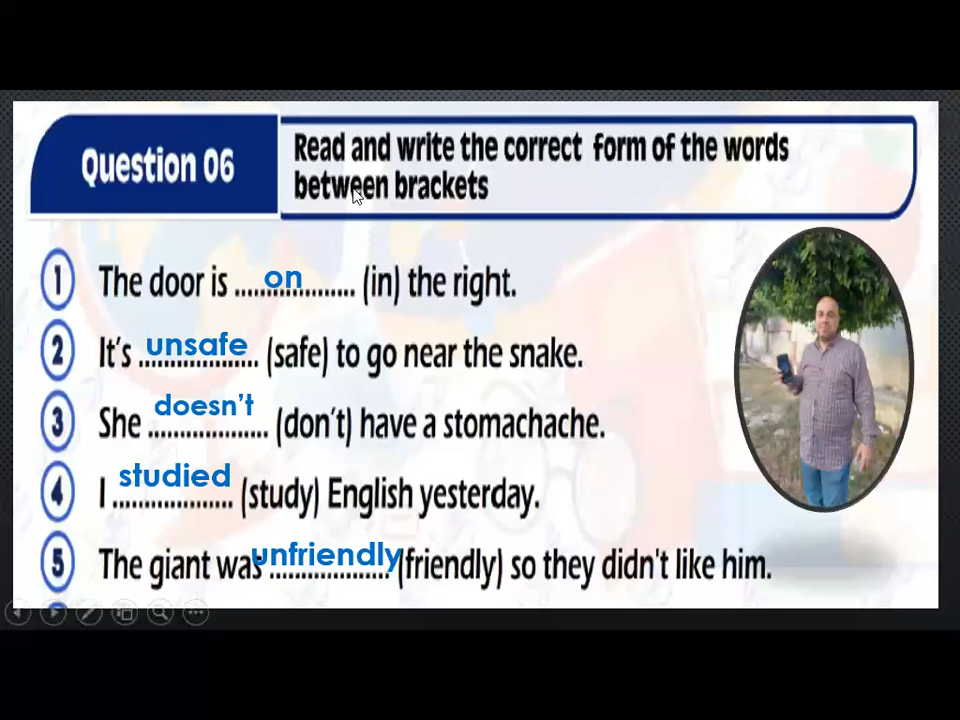 Question 06
Read and write the correct form of the words
between brackets
1 The door is ...................on (in) the right.
2 It's ...................unsafe (safe) to go near the snake.
3 She ...................doesn't (don't) have a stomachache.
4 I ...................studied (study) English yesterday.
5 The giant was ...................unfriendly (friendly) so they didn't like him.